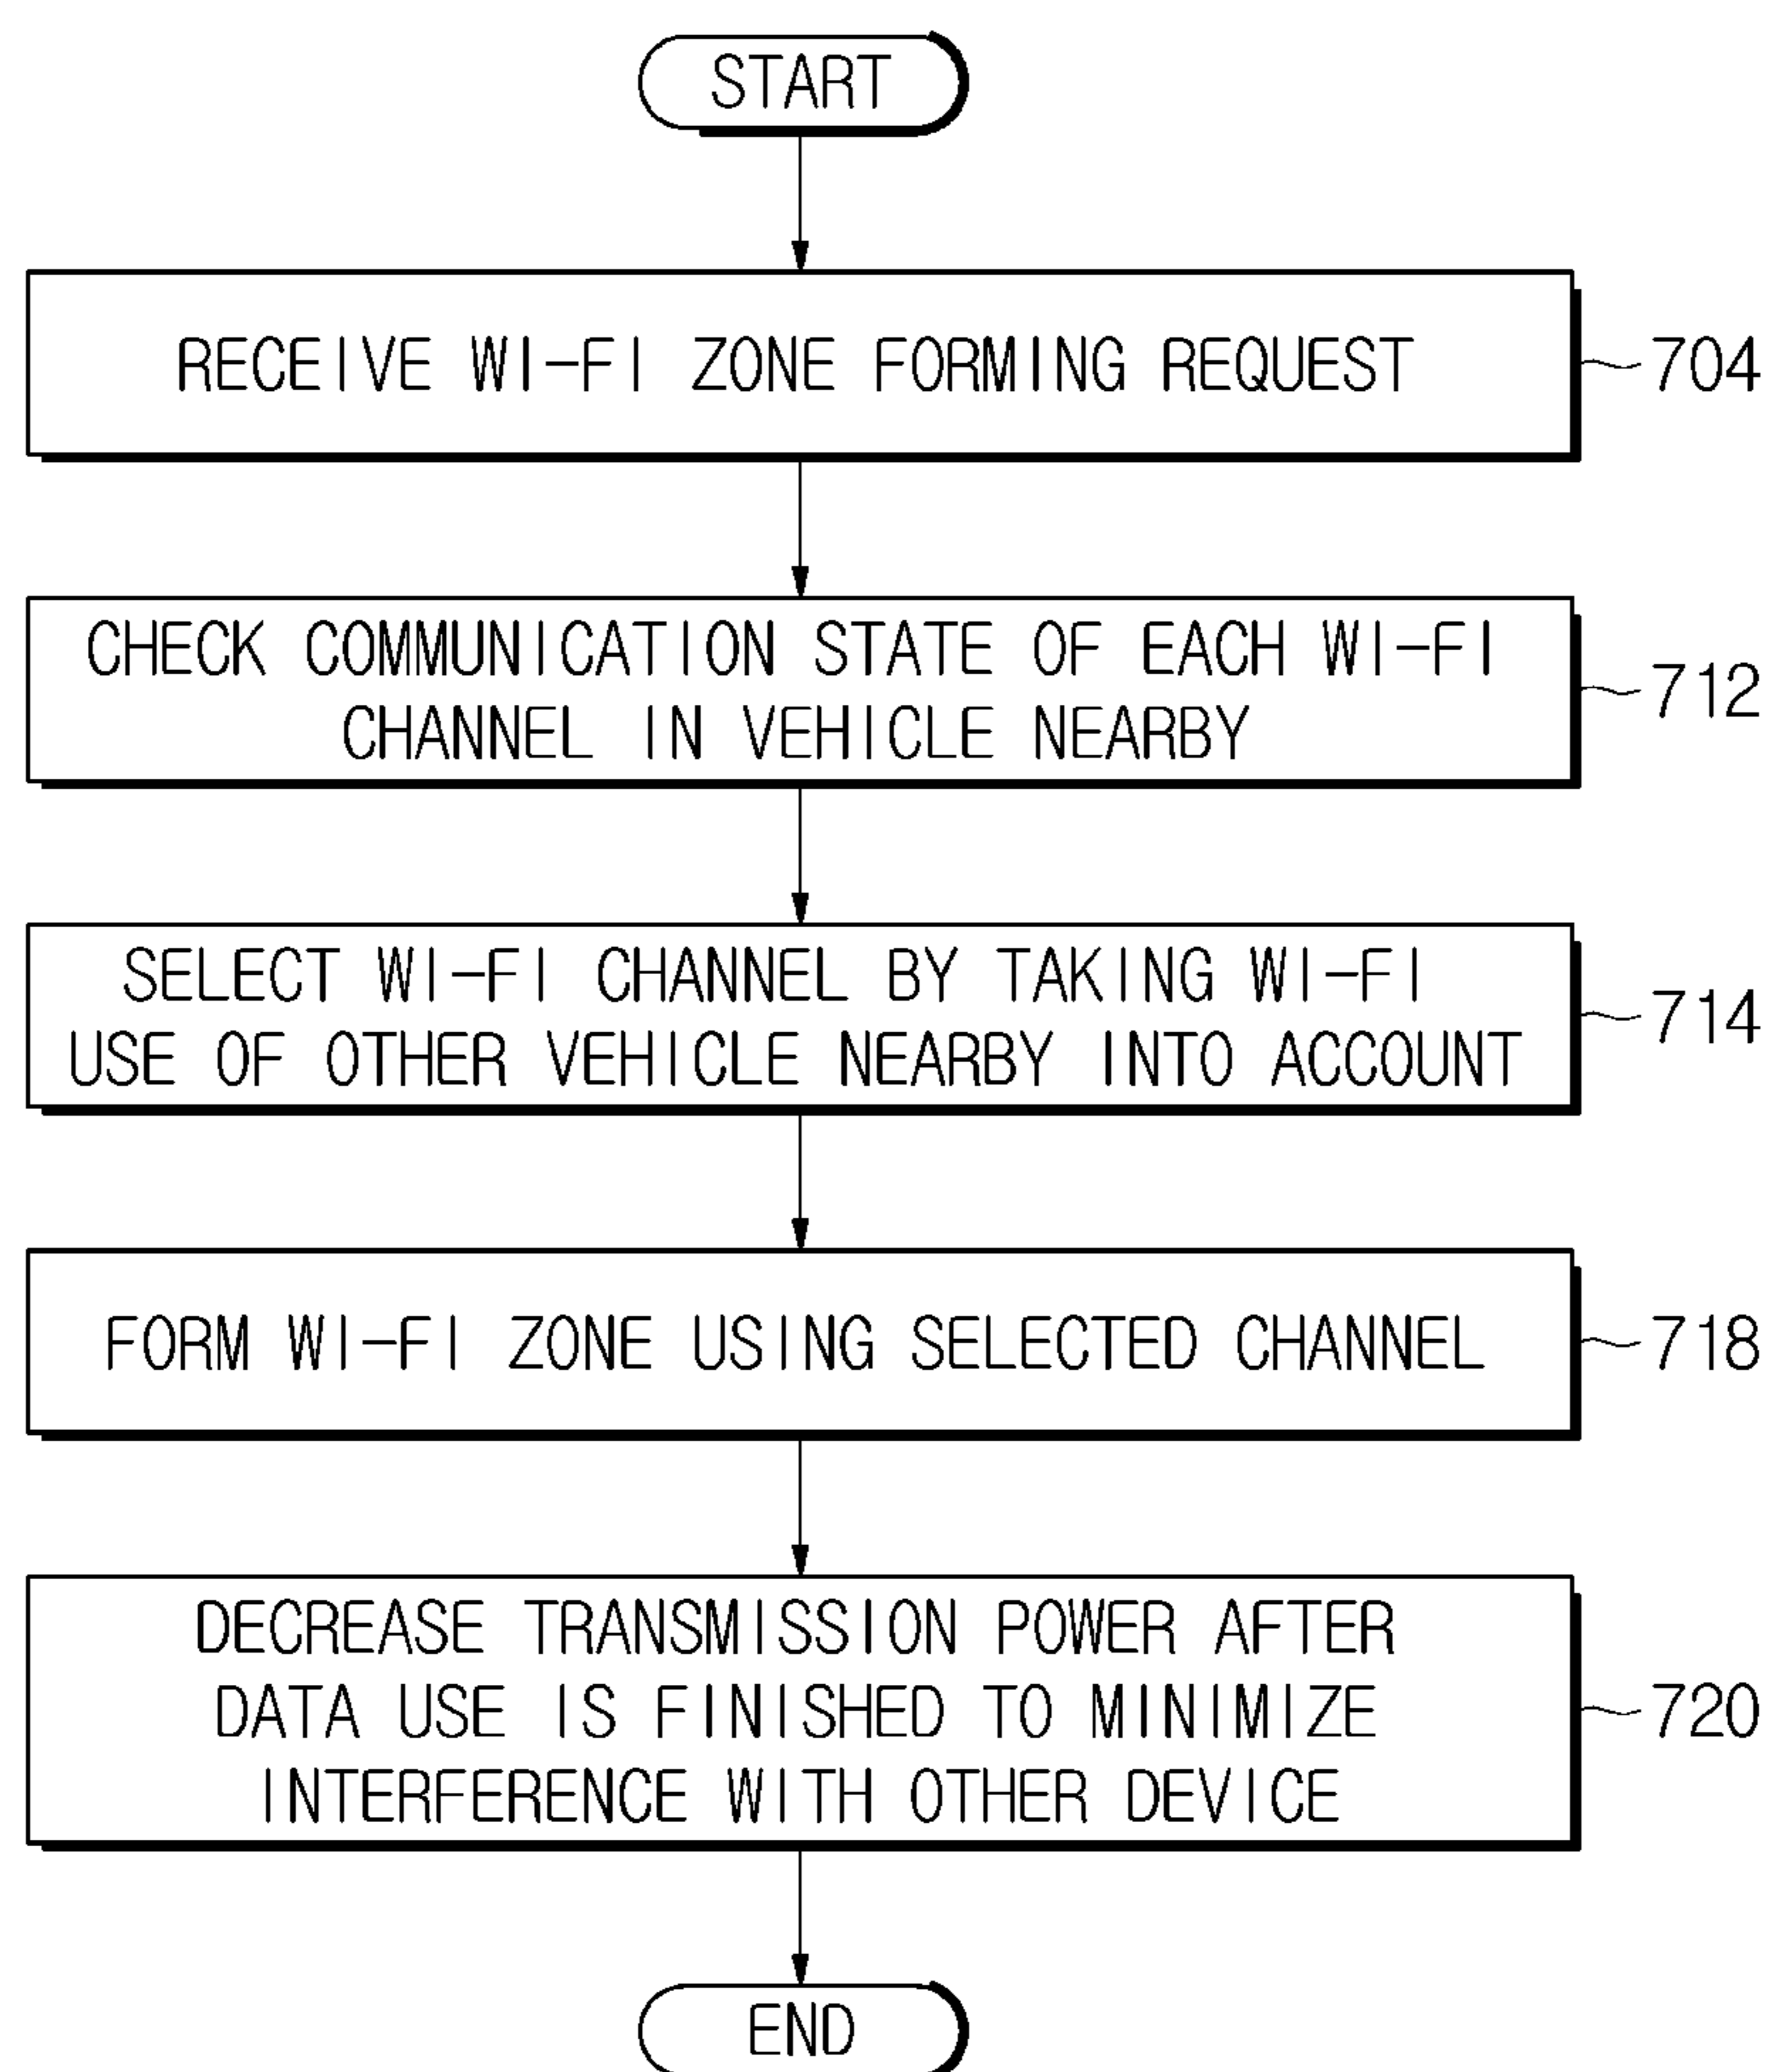 START
RECEIVE WI-FI ZONE FORMING REQUEST
704
CHECK COMMUNICATION STATE OF EACH WI-FI
CHANNEL IN VEHICLE NEARBY
712
SELECT WI-FI CHANNEL BY TAKING WI-FI
USE OF OTHER VEHICLE NEARBY INTO ACCOUNT
714
FORM WI-FI ZONE USING SELECTED CHANNEL
718
DECREASE TRANSMISSION POWER AFTER
DATA USE IS FINISHED TO MINIMIZE
INTERFERENCE WITH OTHER DEVICE
720
END